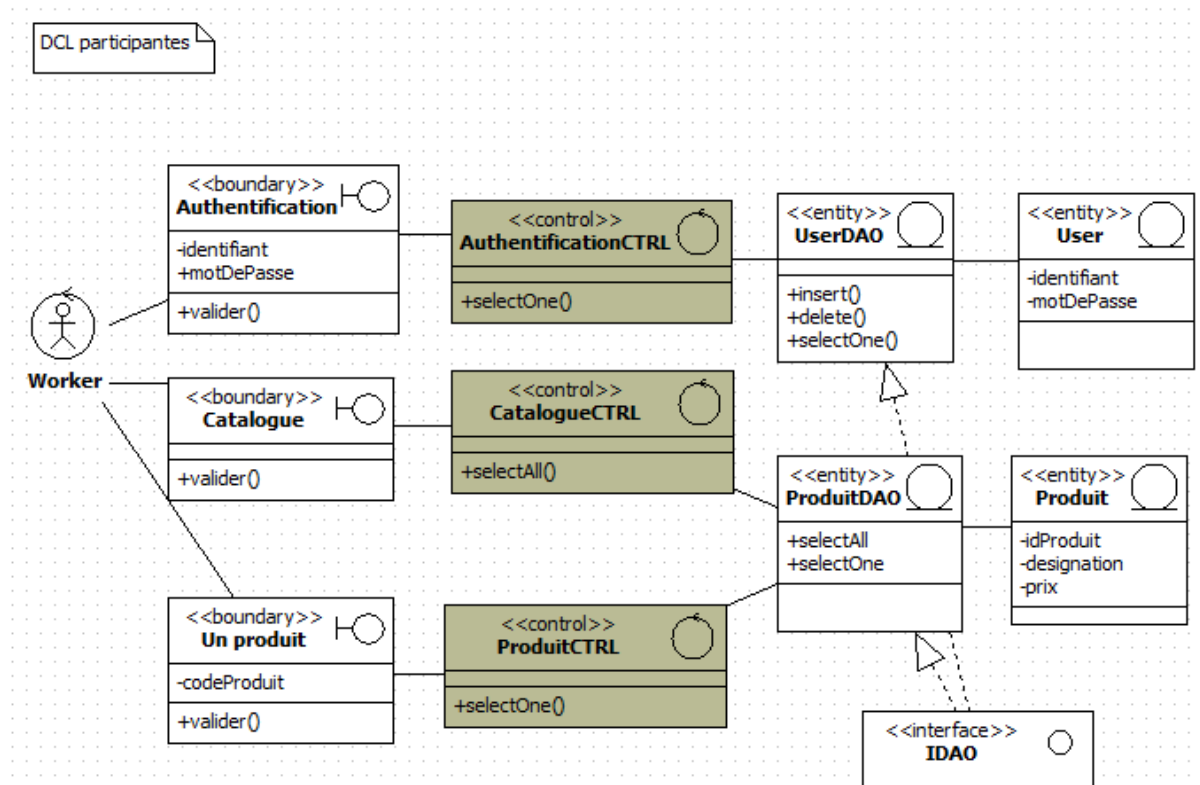 DCL participantes
<<boundary>>
Authentification
-identifiant
+motDePasse
+valider()
<<control>>
AuthentificationCTRL
+selectOne()
<<entity>>
UserDAO
+insert()
+delete()
+selectOne()
<<entity>>
User
-identifiant
-motDePasse
Worker
<<boundary>>
Catalogue
+valider()
<<control>>
CatalogueCTRL
+selectAll()
<<entity>>
ProduitDAO
+selectAll
+selectOne
<<entity>>
Produit
-idProduit
-designation
-prix
<<boundary>>
Un produit
-codeProduit
+valider()
<<control>>
ProduitCTRL
+selectOne()
<<interface>>
IDAO